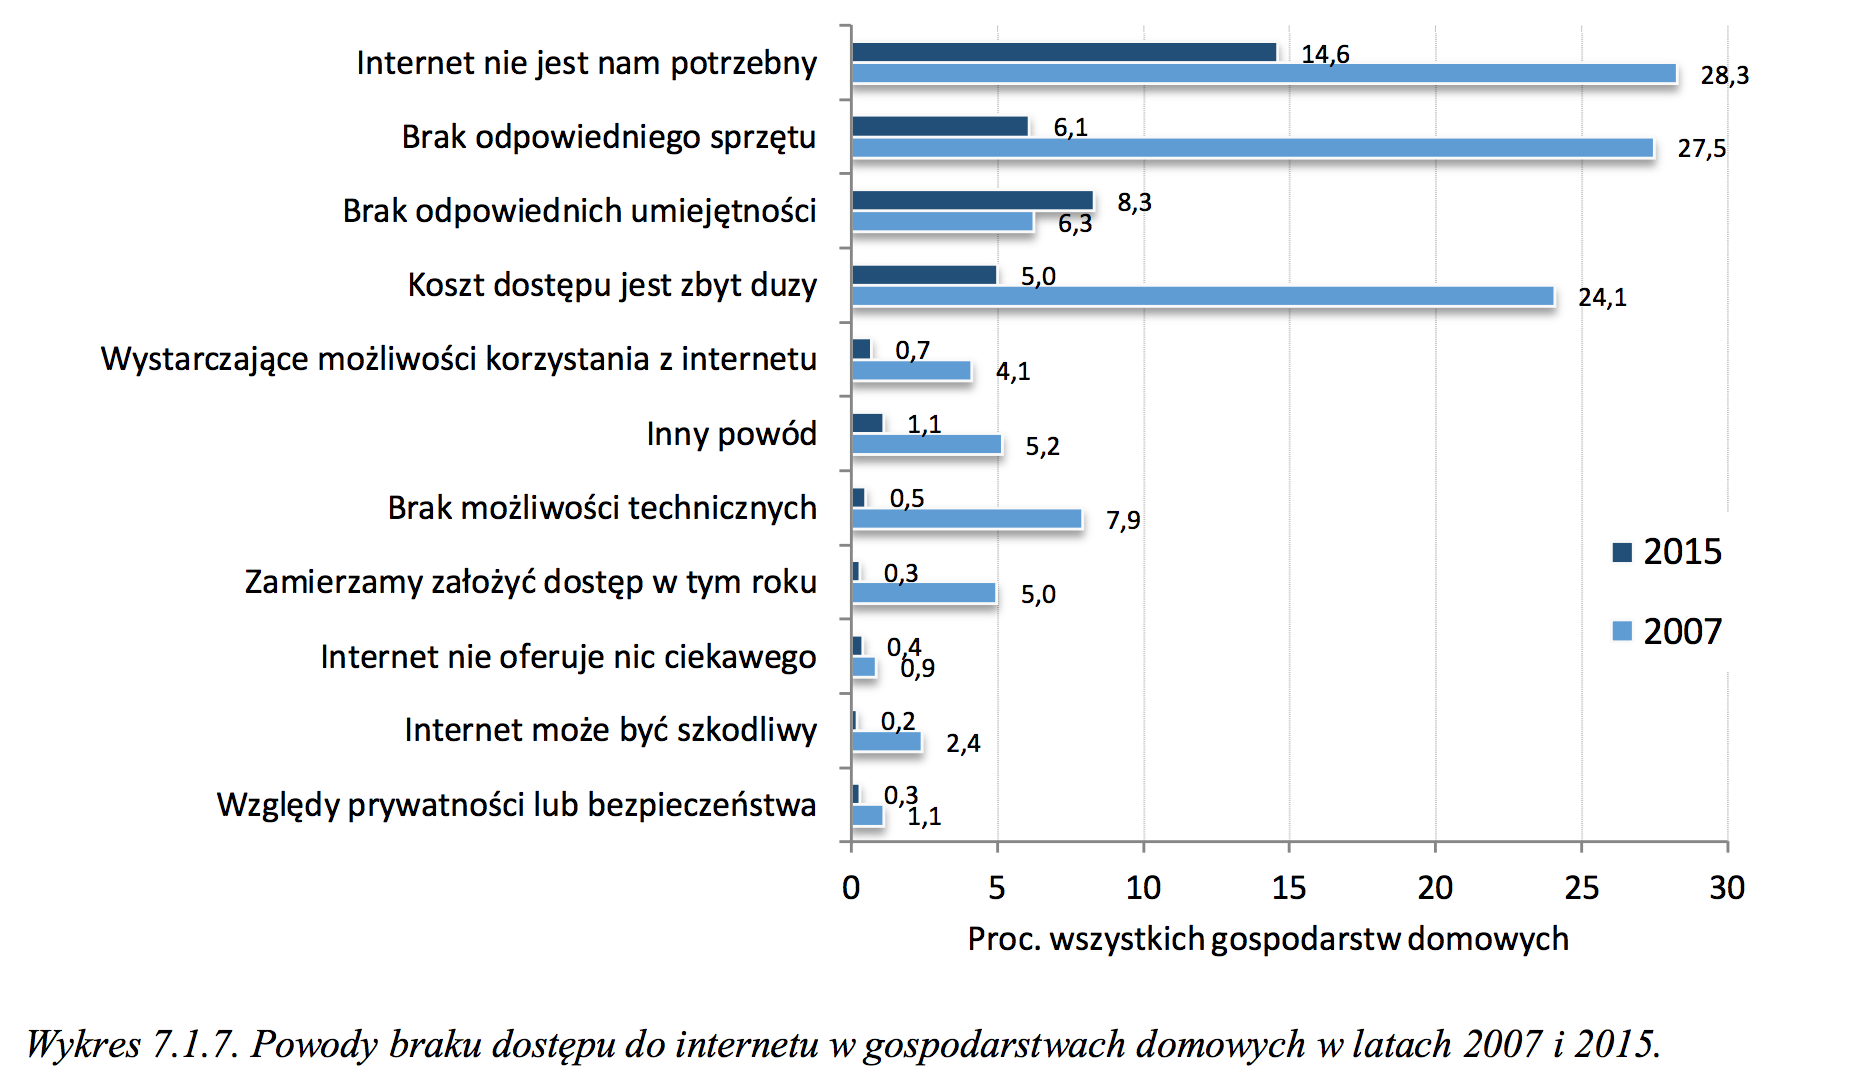 Internet nie jest nam potrzebny
14,6
28,3
Brak odpowiedniego sprzętu
6,1
27,5
Brak odpowiednich umiejętności
8,3
6,3
Koszt dostępu jest zbyt duzy
5,0
24,1
Wystarczające możliwości korzystania z internetu
0,7
4,1
Inny powód
1,1
5,2
Brak możliwości technicznych
0,5
7,9
Zamierzamy założyć dostęp w tym roku
0,3
5,0
Internet nie oferuje nic ciekawego
0,4
0,9
Internet może być szkodliwy
0,2
2,4
Względy prywatności lub bezpieczeństwa
0,3
1,1
2015
2007
0 5 10 15 20 25 30
Proc. wszystkich gospodarstw domowych
Wykres 7.1.7. Powody braku dostępu do internetu w gospodarstwach domowych w latach 2007 i 2015.